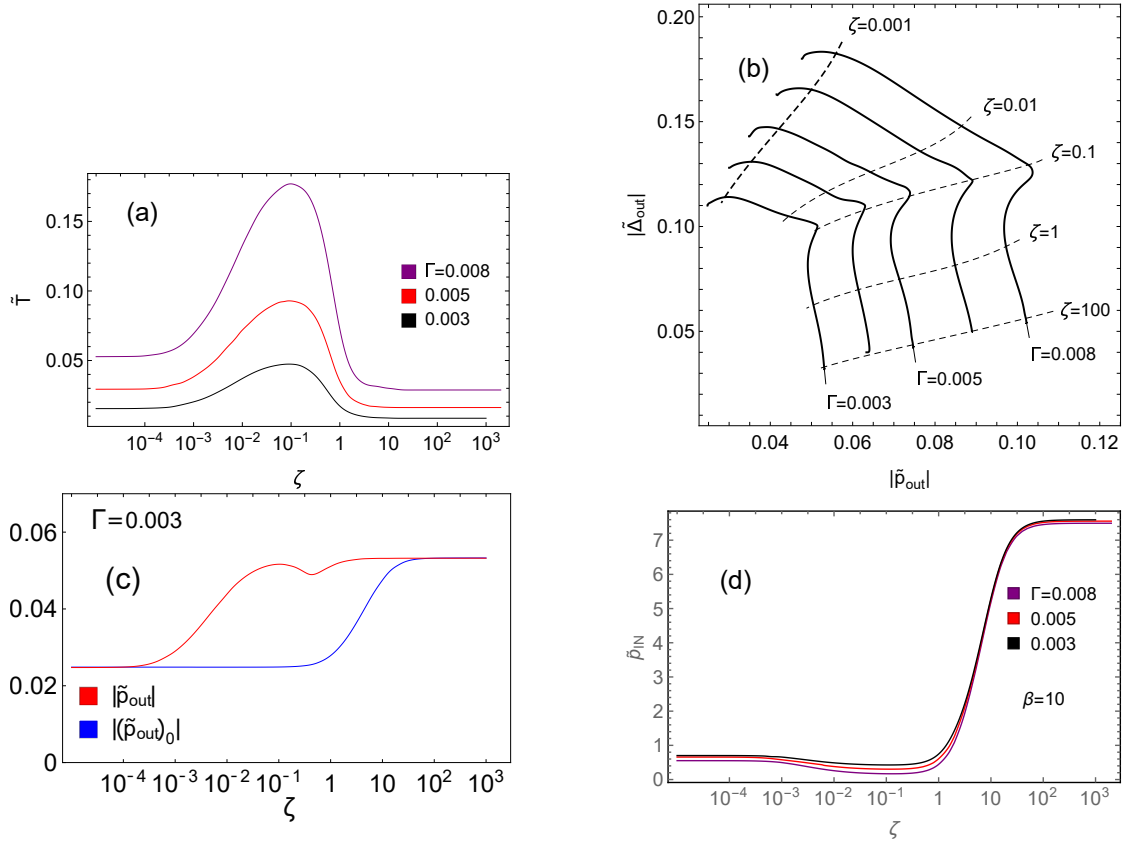 (a)
T̃
0.15
0.10
0.05
Γ=0.008
0.005
0.003
10⁻⁴ 10⁻³ 10⁻² 10⁻¹ 1 10 10² 10³
ζ
(b)
|Δ̃out|
0.20
0.15
0.10
0.05
ζ=0.001
ζ=0.01
ζ=0.1
ζ=1
ζ=100
Γ=0.008
Γ=0.005
Γ=0.003
0.04 0.06 0.08 0.10 0.12
|p̃out|
Γ=0.003
(c)
0.06
0.04
0.02
0
|p̃out|
|(p̃out)₀|
10⁻⁴ 10⁻³ 10⁻² 10⁻¹ 1 10 10² 10³
ζ
(d)
p̃IN
7
6
5
4
3
2
1
0
Γ=0.008
0.005
0.003
β=10
10⁻⁴ 10⁻³ 10⁻² 10⁻¹ 1 10 10² 10³
ζ